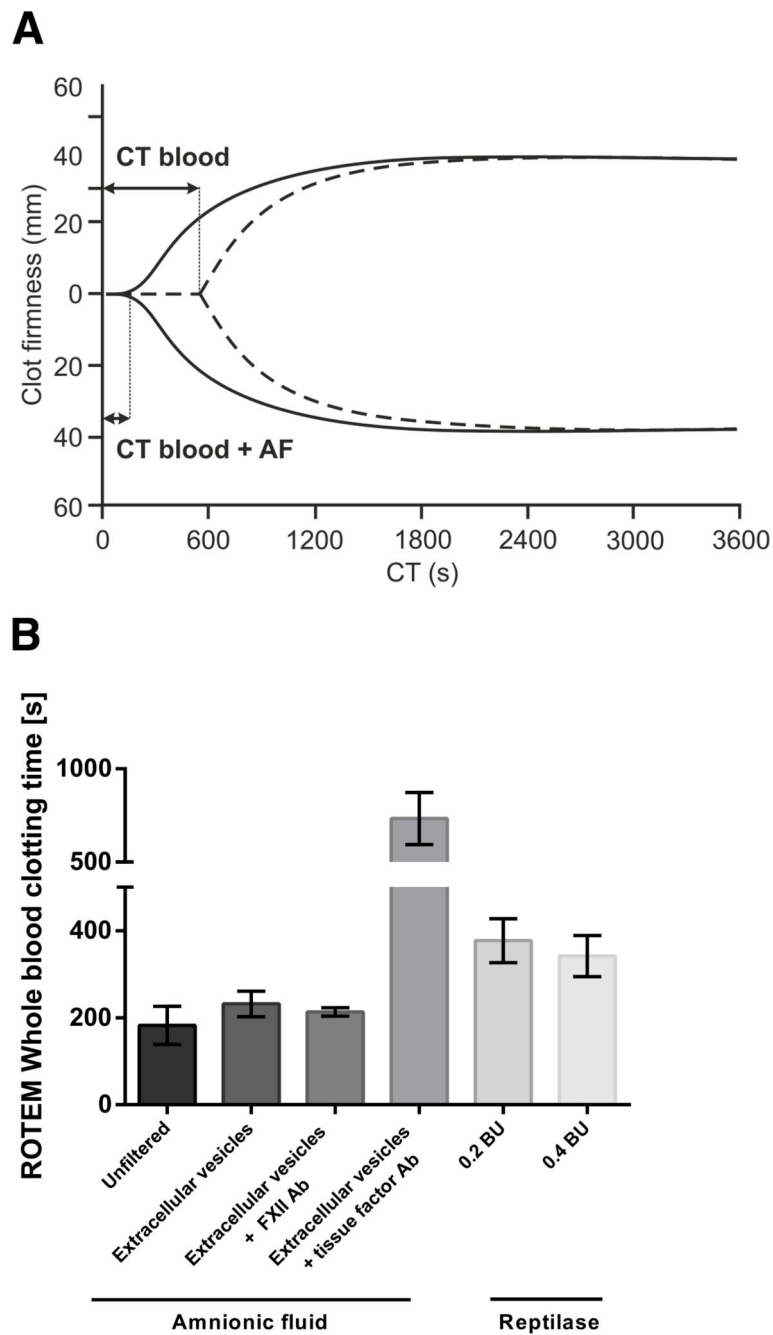 A
60
40
20
0
20
40
60
Clot firmness (mm)
CT blood
CT blood + AF
0 600 1200 1800 2400 3000 3600
CT (s)
B
ROTEM Whole blood clotting time [s]
1000
500
400
200
0
Unfiltered
Extracellular vesicles
Extracellular vesicles
+ FXII Ab
Extracellular vesicles
+ tissue factor Ab
0.2 BU
0.4 BU
Amnionic fluid
Reptilase